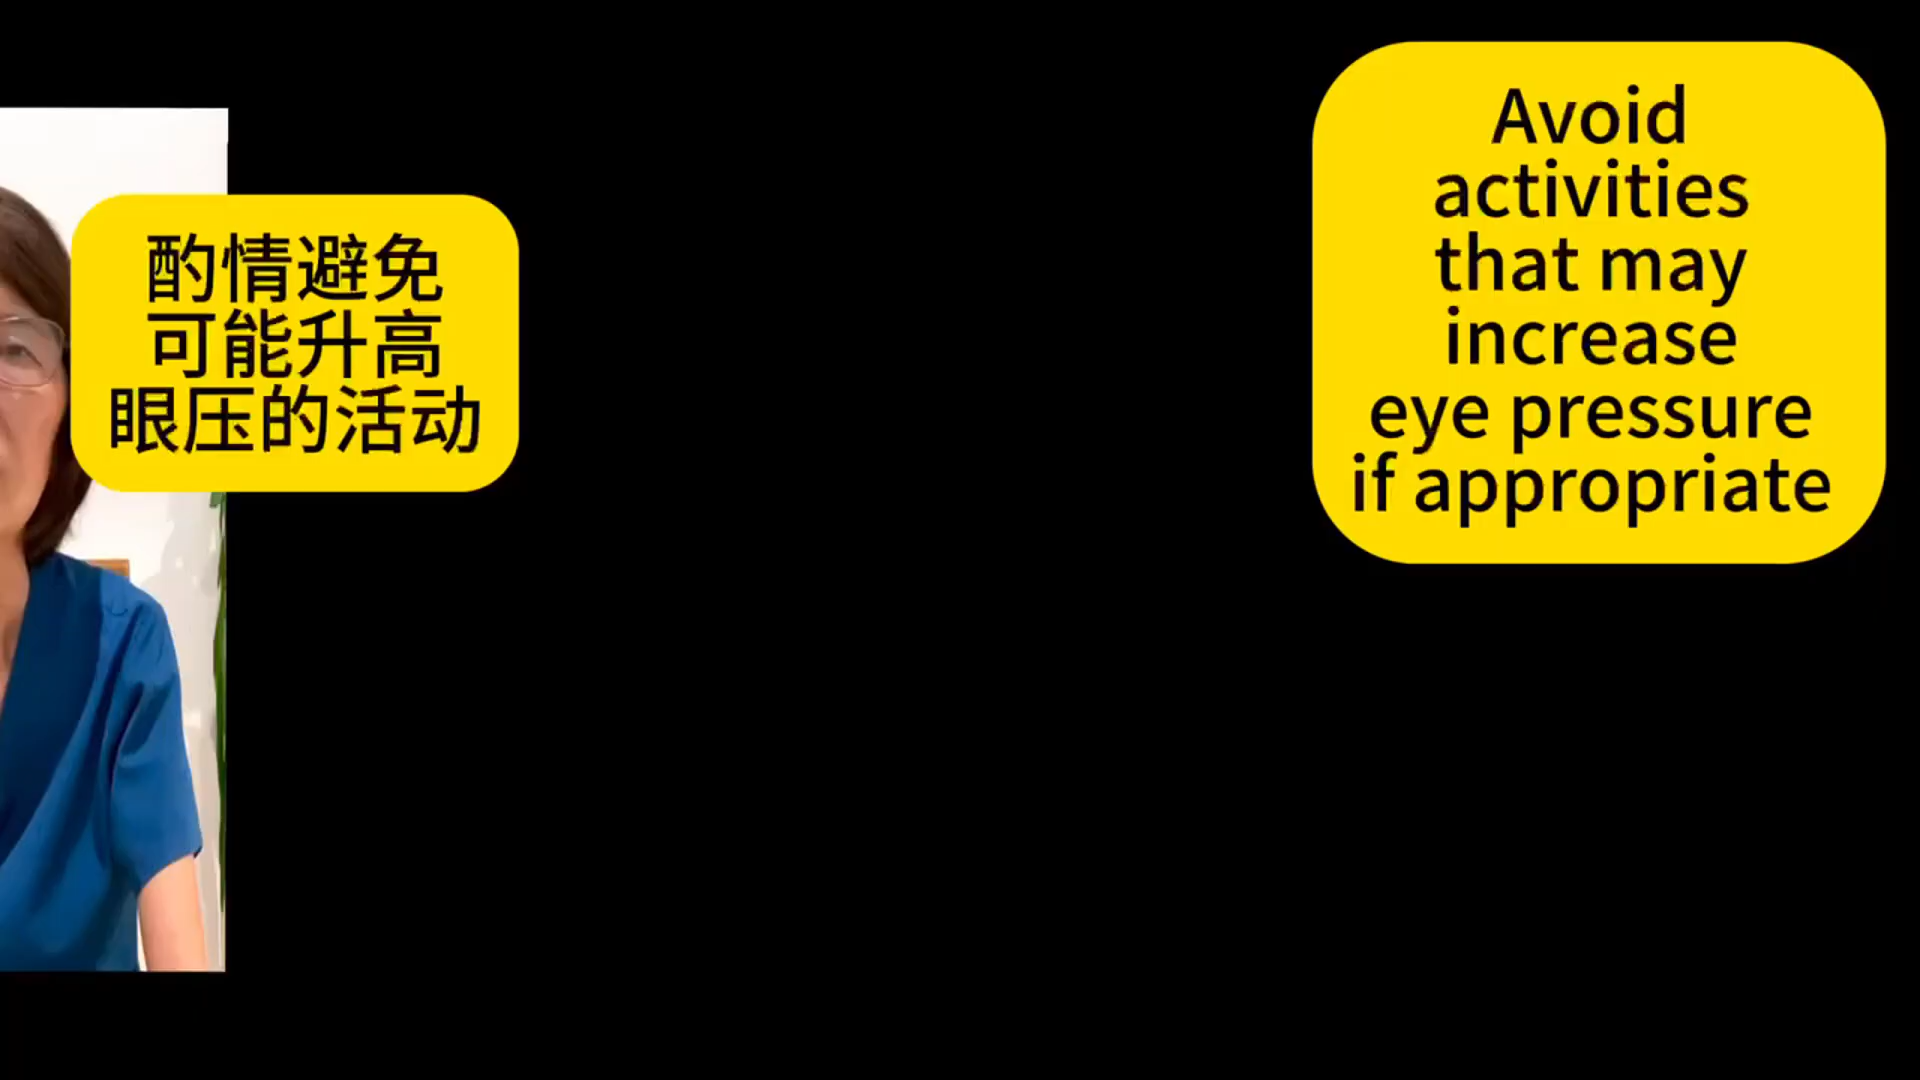 酌情避免
可能升高
眼压的活动
Avoid
activities
that may
increase
eye pressure
if appropriate